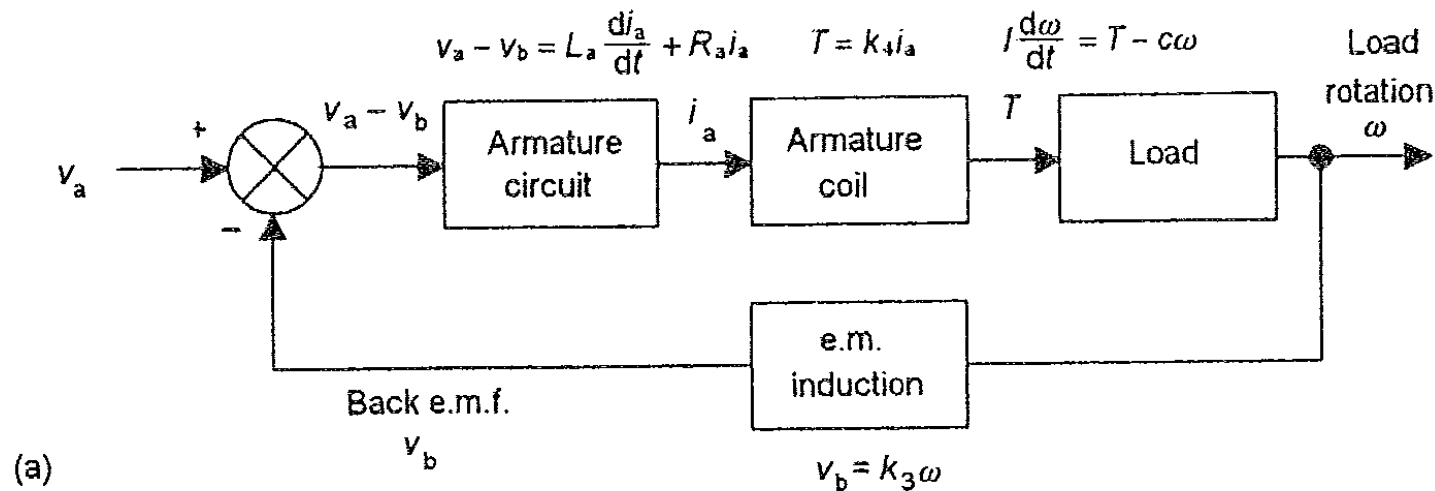 v_a − v_b = L_a di_a/dt + R_a i_a
T = k_4 i_a
I dω/dt = T − cω
Load
rotation
ω
+
v_a − v_b
i_a
T
v_a
Armature
circuit
Armature
coil
Load
−
e.m.
induction
Back e.m.f.
v_b
v_b = k_3 ω
(a)